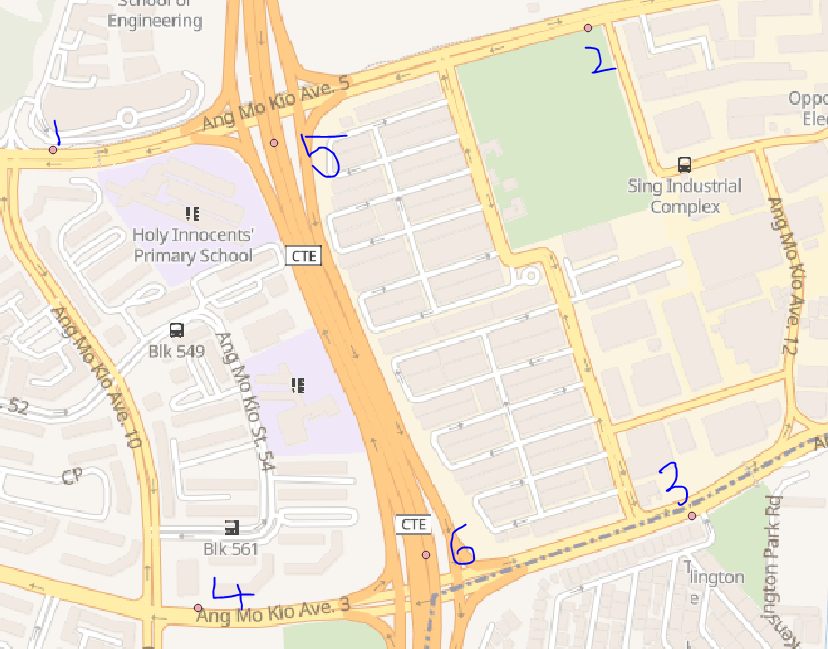 School of
Engineering
Ang Mo Kio Ave. 5
2
1
5
Sing Industrial
Complex
Holy Innocents'
Primary School
CTE
Ang Mo Kio Ave. 12
Blk 549
Ang Mo Kio Ave. 10
Ang Mo Kio St. 54
. 52
CP
3
CTE
6
Blk 561
4
Ang Mo Kio Ave. 3
lington
e
ngton Park Rd